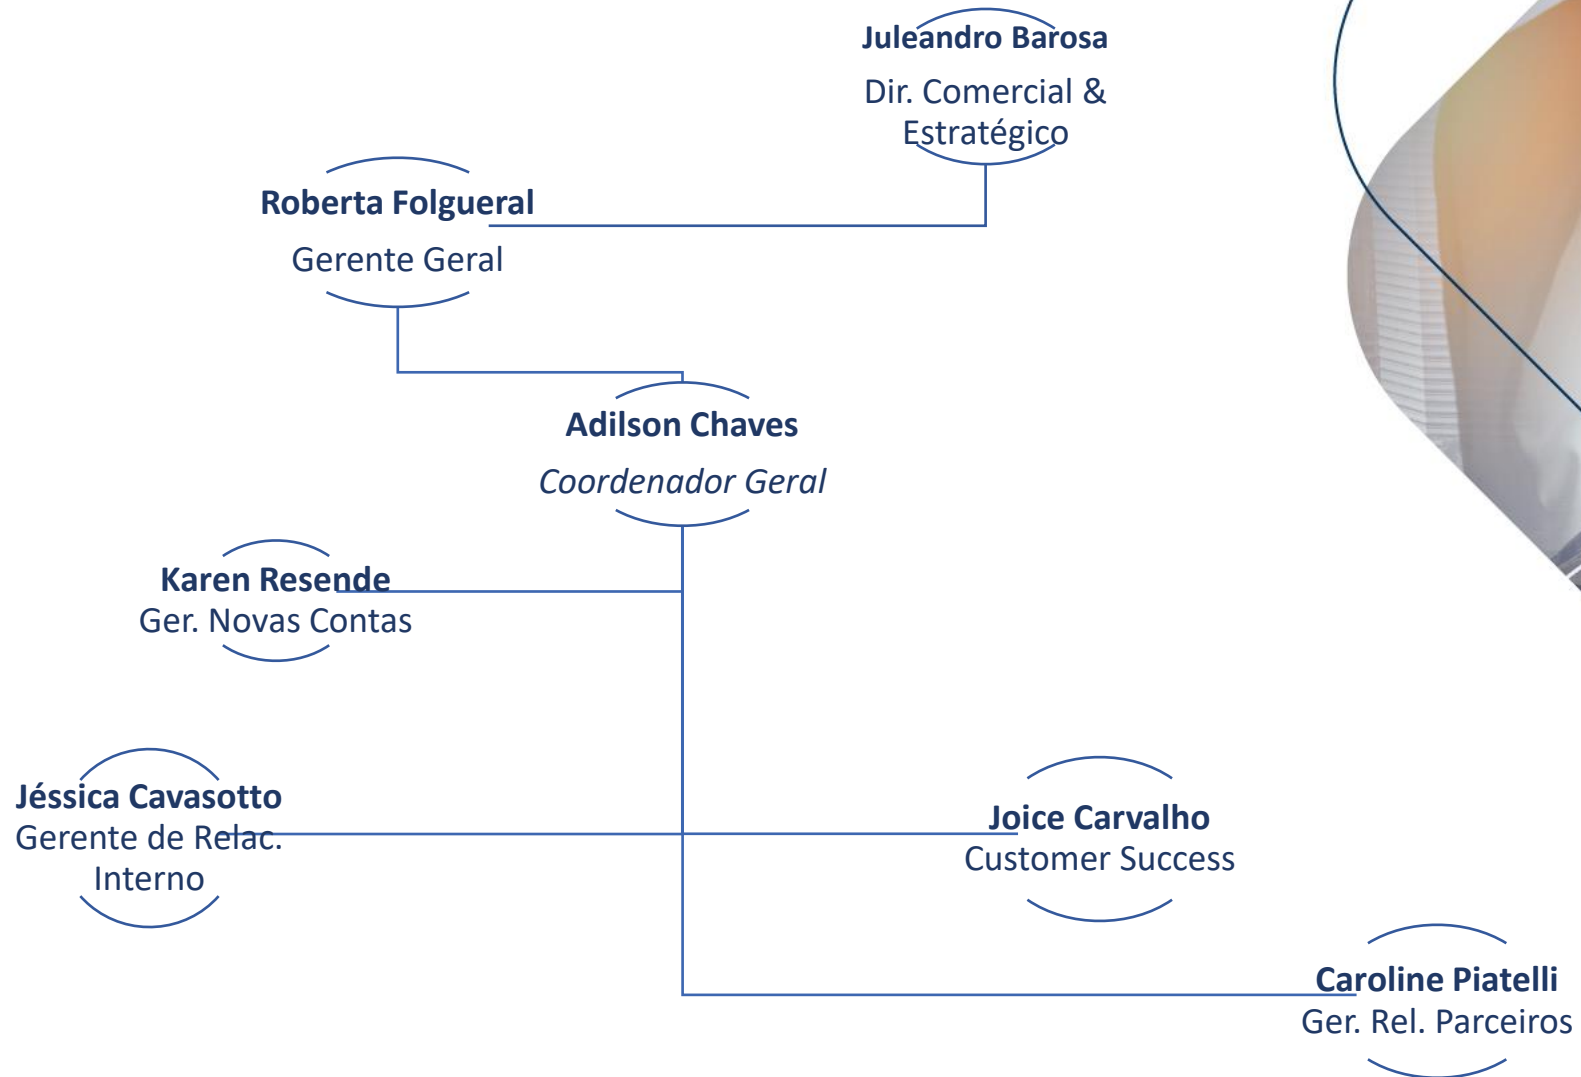 Juleandro Barosa
Dir. Comercial &
Estratégico
Roberta Folgueral
Gerente Geral
Adilson Chaves
Coordenador Geral
Karen Resende
Ger. Novas Contas
Jéssica Cavasotto
Gerente de Relac.
Interno
Joice Carvalho
Customer Success
Caroline Piatelli
Ger. Rel. Parceiros